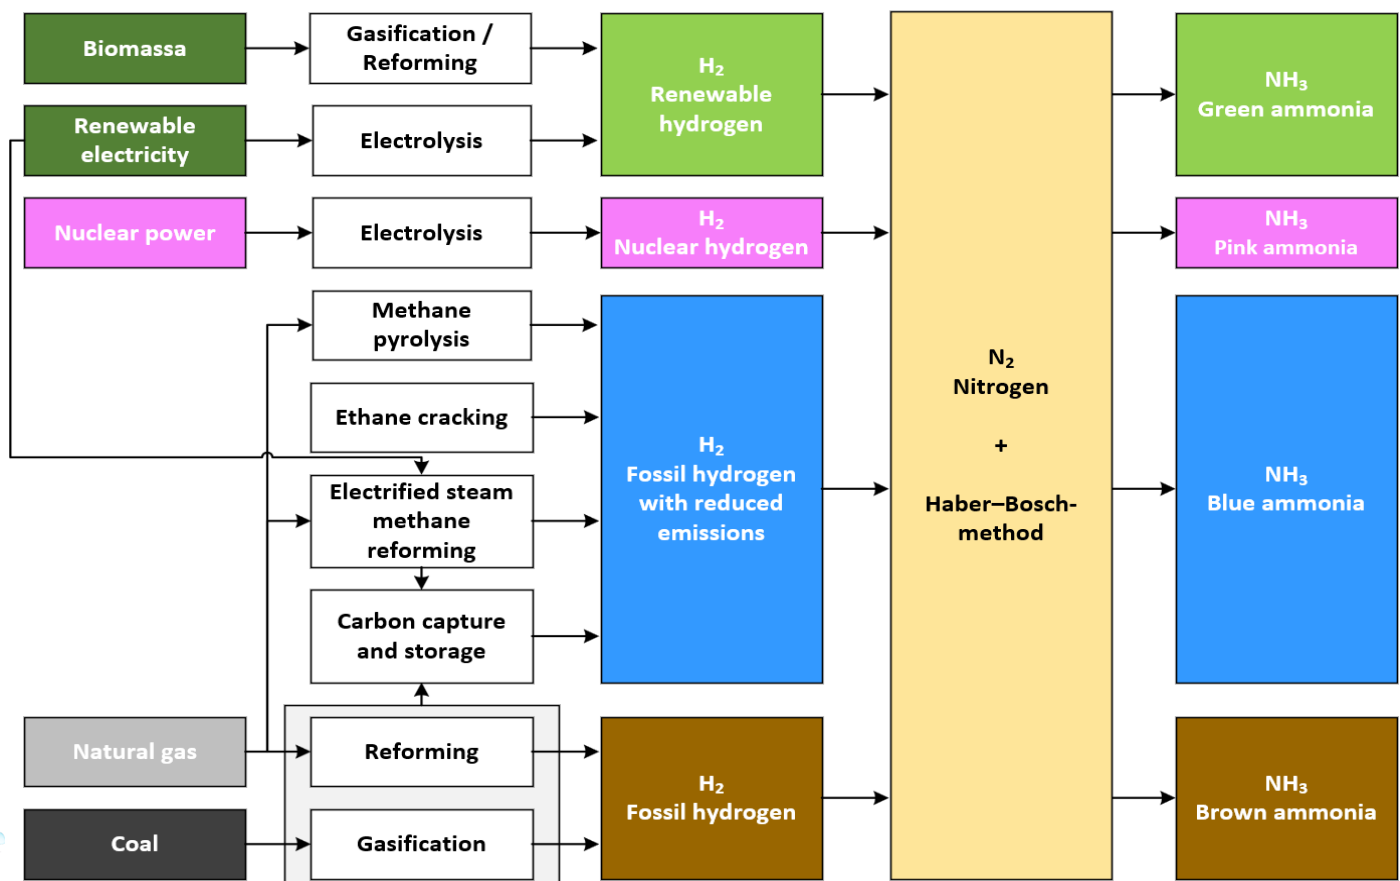 Biomassa
Gasification /
Reforming
H₂
Renewable
hydrogen
NH₃
Green ammonia
Renewable
electricity
Electrolysis
Nuclear power
Electrolysis
H₂
Nuclear hydrogen
NH₃
Pink ammonia
Methane
pyrolysis
Ethane cracking
Electrified steam
methane
reforming
Carbon capture
and storage
H₂
Fossil hydrogen
with reduced
emissions
N₂
Nitrogen
+
Haber–Bosch-
method
NH₃
Blue ammonia
Natural gas
Reforming
Coal
Gasification
H₂
Fossil hydrogen
NH₃
Brown ammonia